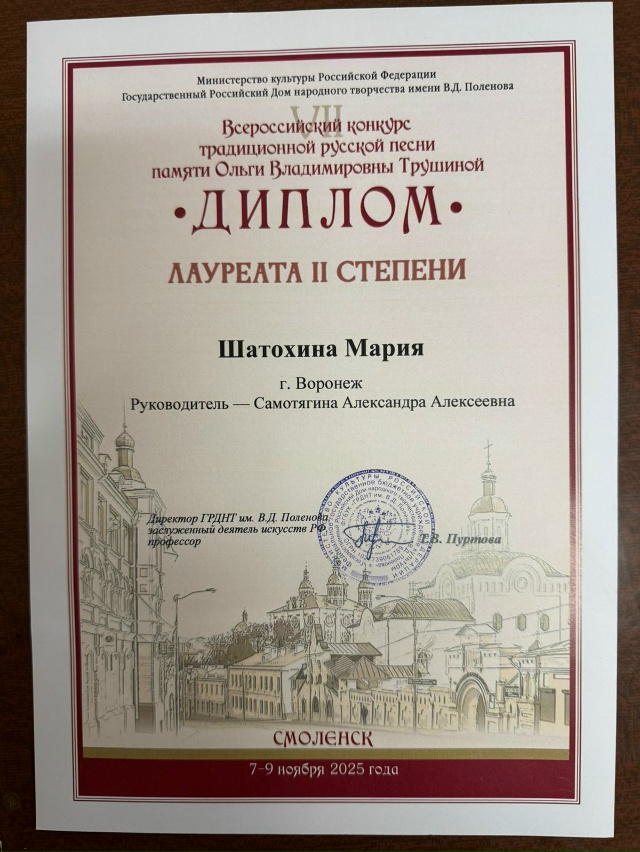 Министерство культуры Российской Федерации
Государственный Российский Дом народного творчества имени В.Д. Поленова
VII
Всероссийский конкурс
традиционной русской песни
памяти Ольги Владимировны Трушиной
• ДИПЛОМ •
ЛАУРЕАТА II СТЕПЕНИ
Шатохина Мария
г. Воронеж
Руководитель — Самотягина Александра Алексеевна
Директор ГРДНТ им. В.Д. Поленова,
заслуженный деятель искусств РФ,
профессор
Т.В. Пуртова
СМОЛЕНСК
7–9 ноября 2025 года